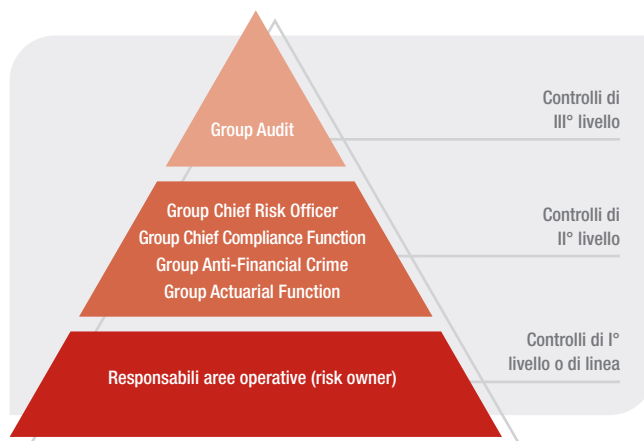 Group Audit
Controlli di
III° livello
Group Chief Risk Officer
Group Chief Compliance Function
Group Anti-Financial Crime
Group Actuarial Function
Controlli di
II° livello
Responsabili aree operative (risk owner)
Controlli di I°
livello o di linea